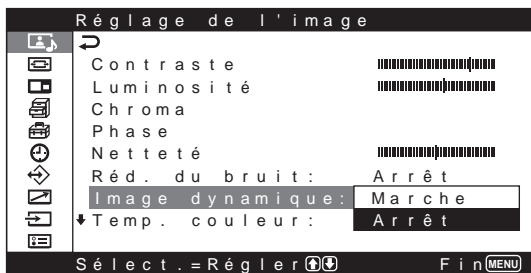 Réglage de l'image
Contraste
Luminosité
Chroma
Phase
Netteté
Réd. du bruit: Arrêt
Image dynamique: Marche
Temp. couleur: Arrêt
Sélect.=Régler Fin MENU